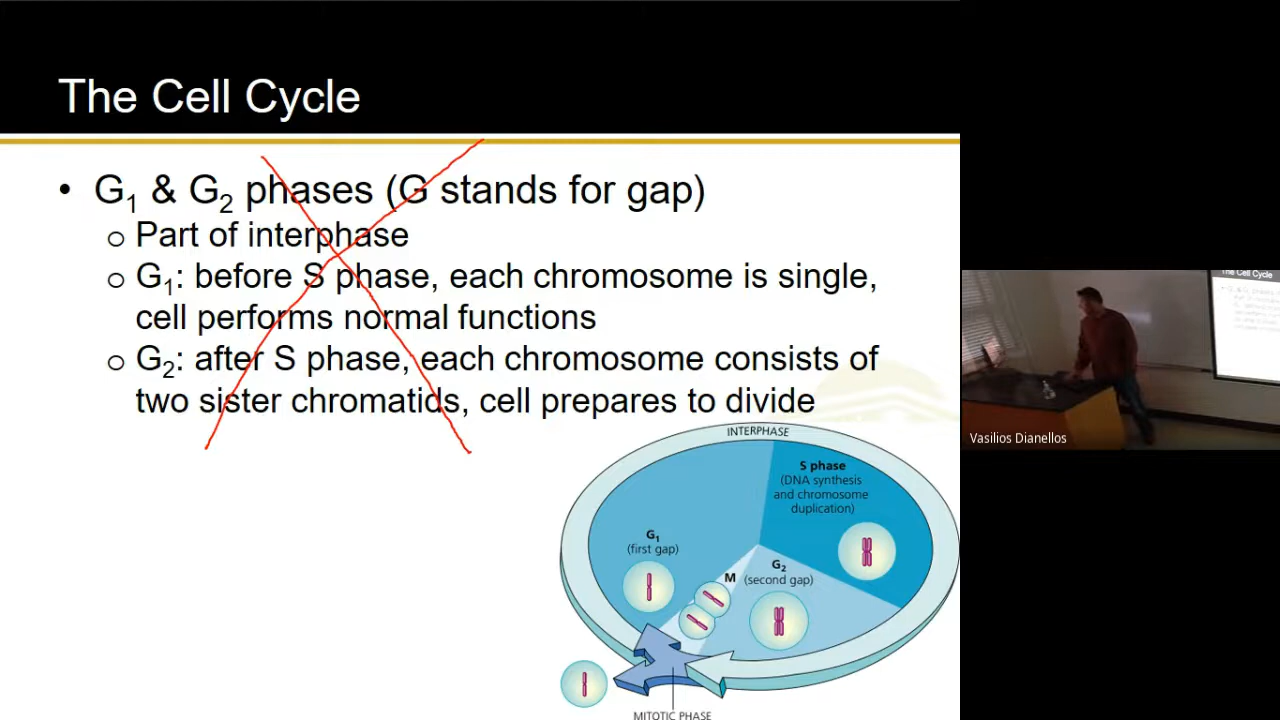 The Cell Cycle
• G₁ & G₂ phases (G stands for gap)
o Part of interphase
o G₁: before S phase, each chromosome is single,
cell performs normal functions
o G₂: after S phase, each chromosome consists of
two sister chromatids, cell prepares to divide
INTERPHASE
S phase
(DNA synthesis
and chromosome
duplication)
G₁
(first gap)
M
G₂
(second gap)
MITOTIC PHASE
The Cell Cycle
Vasilios Dianellos